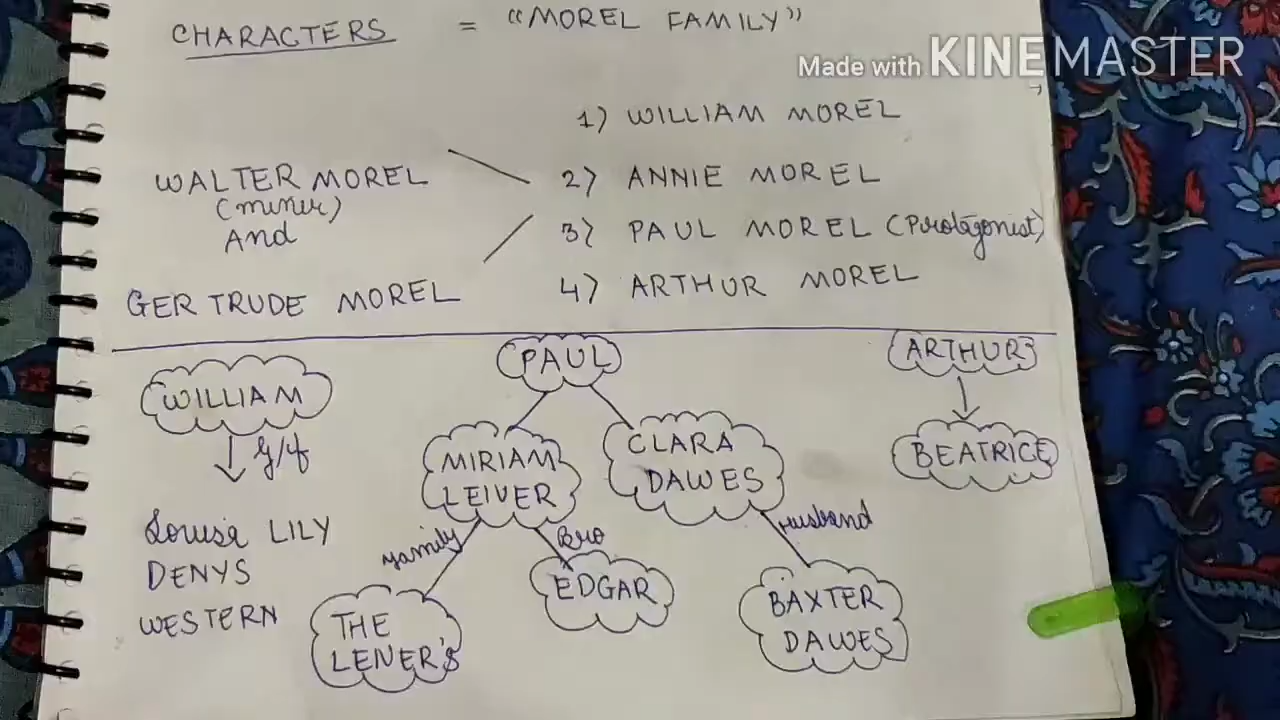 CHARACTERS = "MOREL FAMILY"
Made with KINEMASTER
1) WILLIAM MOREL
WALTER MOREL
2) ANNIE MOREL
(miner)
And
3) PAUL MOREL (Protagonist)
GERTRUDE MOREL
4) ARTHUR MOREL
WILLIAM
PAUL
ARTHUR
g/f
MIRIAM
LEIVER
CLARA
DAWES
BEATRICE
Louisa LILY
DENYS
WESTERN
family
Bro
husband
THE
LENER'S
EDGAR
BAXTER
DAWES